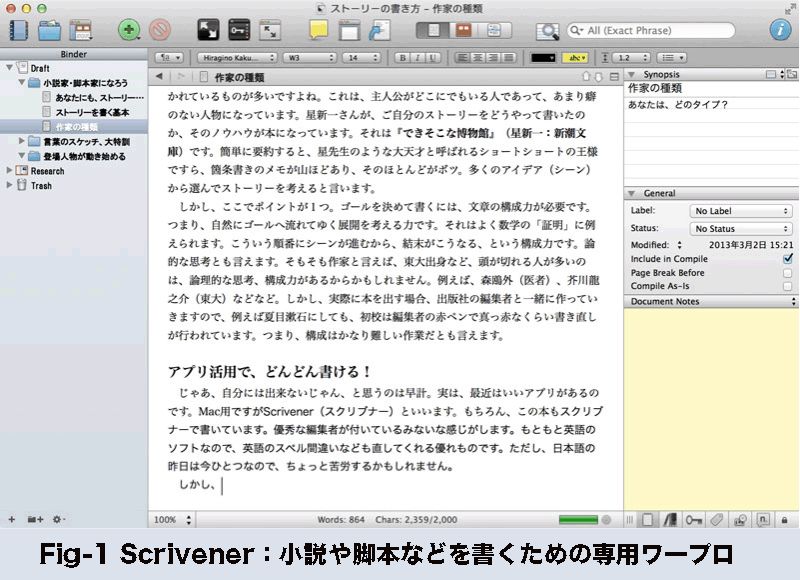 ストーリーの書き方 – 作家の種類
All (Exact Phrase)
Binder
Hiragino Kaku...
W3
14
B I U
abc
1.2
Synopsis
Draft
小説家・脚本家になろう
あなたにも、ストーリー…
ストーリーを書く基本
作家の種類
言葉のスケッチ、大特訓
登場人物が動き始める
Research
Trash
作家の種類
かれているものが多いですよね。これは、主人公がどこにでもいる人であって、あまり癖
のない人物になっています。星新一さんが、ご自分のストーリーをどうやって書いたの
か、そのノウハウが本になっています。それは『できそこな博物館』（星新一：新潮文
庫）です。簡単に要約すると、星先生のような大天才と呼ばれるショートショートの王様
ですら、箇条書きのメモが山ほどあり、そのほとんどがボツ。多くのアイデア（シーン）
から選んでストーリーを考えると言います。
しかし、ここでポイントが１つ。ゴールを決めて書くには、文章の構成力が必要です。
つまり、自然にゴールへ流れてゆく展開を考える力です。それはよく数学の「証明」に例
えられます。こういう順番にシーンが進むから、結末がこうなる、という構成力です。論
的な思考とも言えます。そもそも作家と言えば、東大出身など、頭が切れる人が多いの
は、論理的な思考、構成力があるからかもしれません。例えば、森鴎外（医者）、芥川龍
之介（東大）などなど。しかし、実際に本を出す場合、出版社の編集者と一緒に作ってい
きますので、例えば夏目漱石にしても、初校は編集者の赤ペンで真っ赤なくらい書き直し
が行われています。つまり、構成はかなり難しい作業だとも言えます。
アプリ活用で、どんどん書ける！
じゃあ、自分には出来ないじゃん、と思うのは早計。実は、最近はいいアプリがあるの
です。Mac用ですがScrivener（スクリブナー）といいます。もちろん、この本もスクリブ
ナーで書いています。優秀な編集者が付いているみないな感じがします。もともと英語の
ソフトなので、英語のスペル間違いなども直してくれる優れものです。ただし、日本語の
昨日は今ひとつなので、ちょっと苦労するかもしれません。
しかし、
作家の種類
あなたは、どのタイプ？
General
Label: No Label
Status: No Status
Modified: 2013年3月2日 15:21
Include in Compile
Page Break Before
Compile As-Is
Document Notes
100%
Words: 864 Chars: 2,359/2,000
Fig-1 Scrivener：小説や脚本などを書くための専用ワープロ